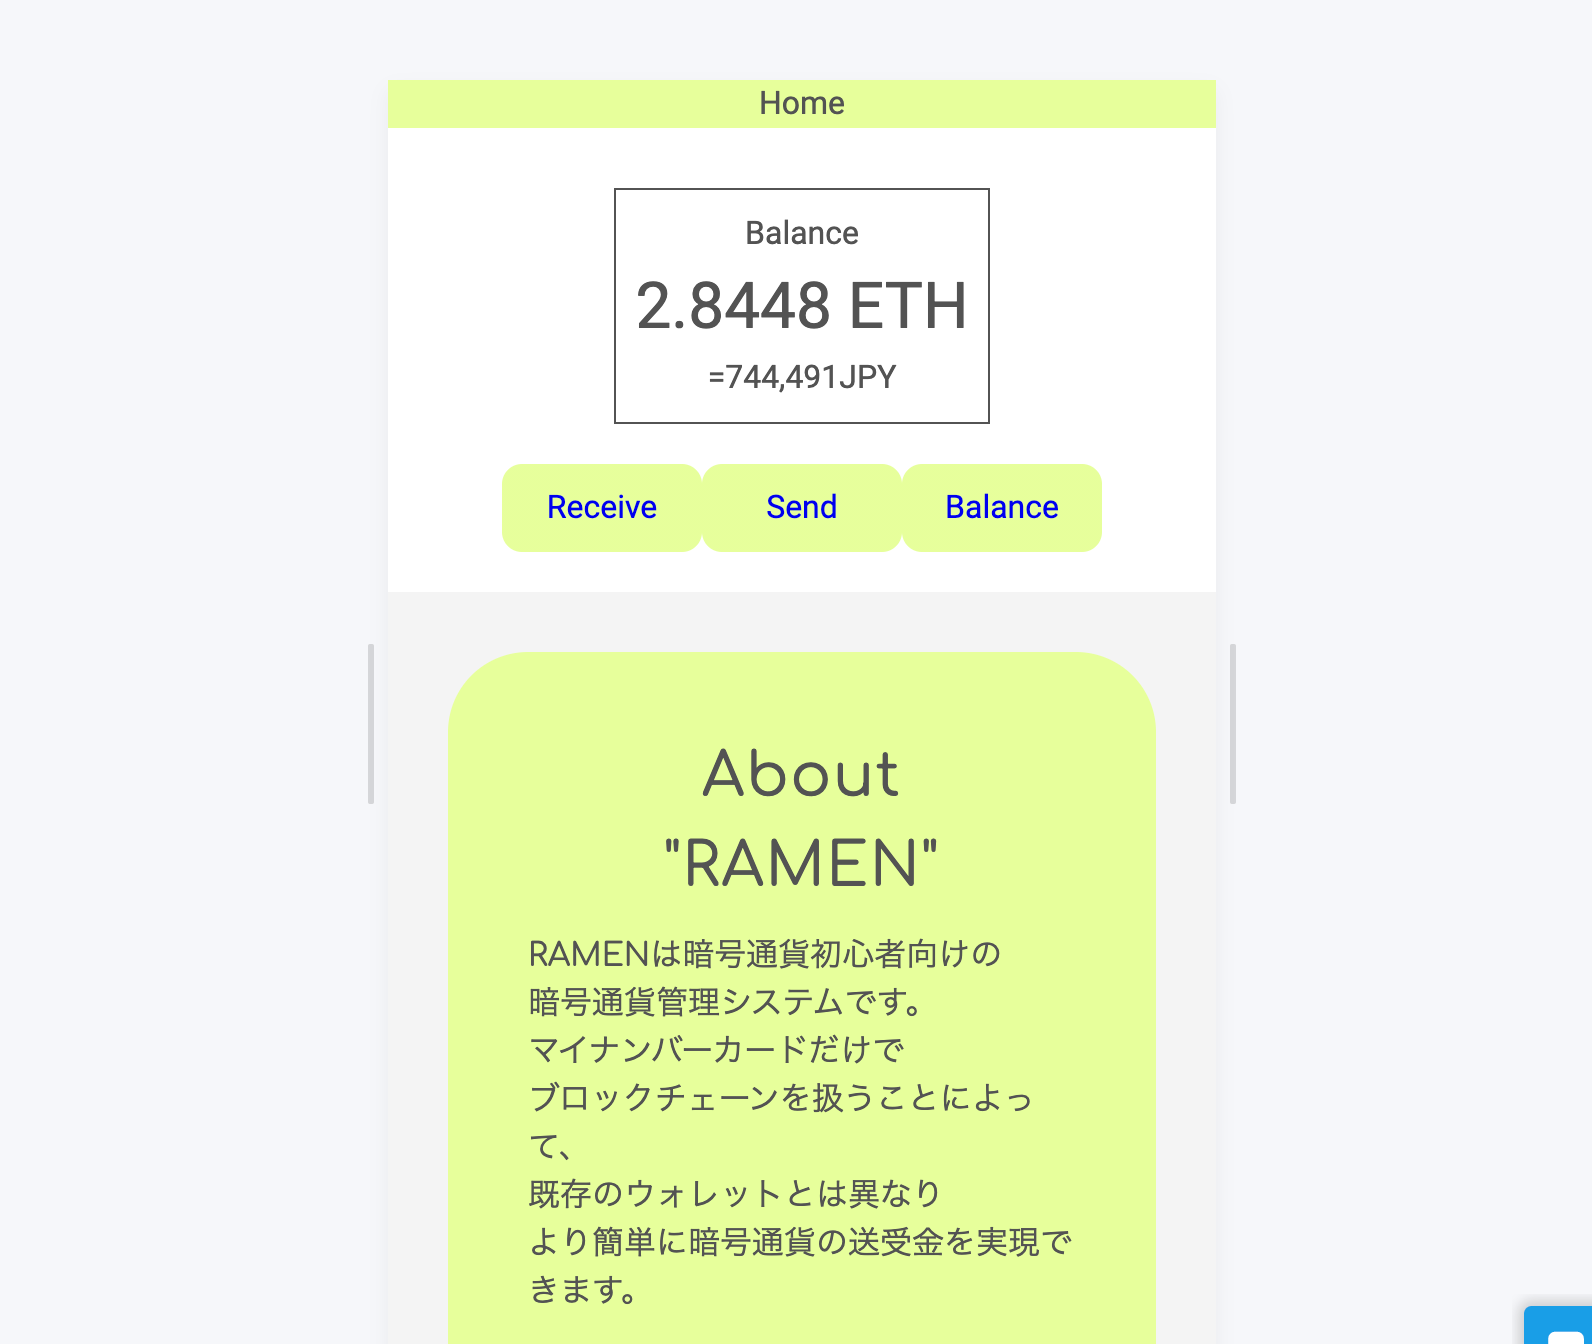 Home
Balance
2.8448 ETH
=744,491JPY
Receive Send Balance
About
"RAMEN"
RAMENは暗号通貨初心者向けの
暗号通貨管理システムです。
マイナンバーカードだけで
ブロックチェーンを扱うことによっ
て、
既存のウォレットとは異なり
より簡単に暗号通貨の送受金を実現で
きます。